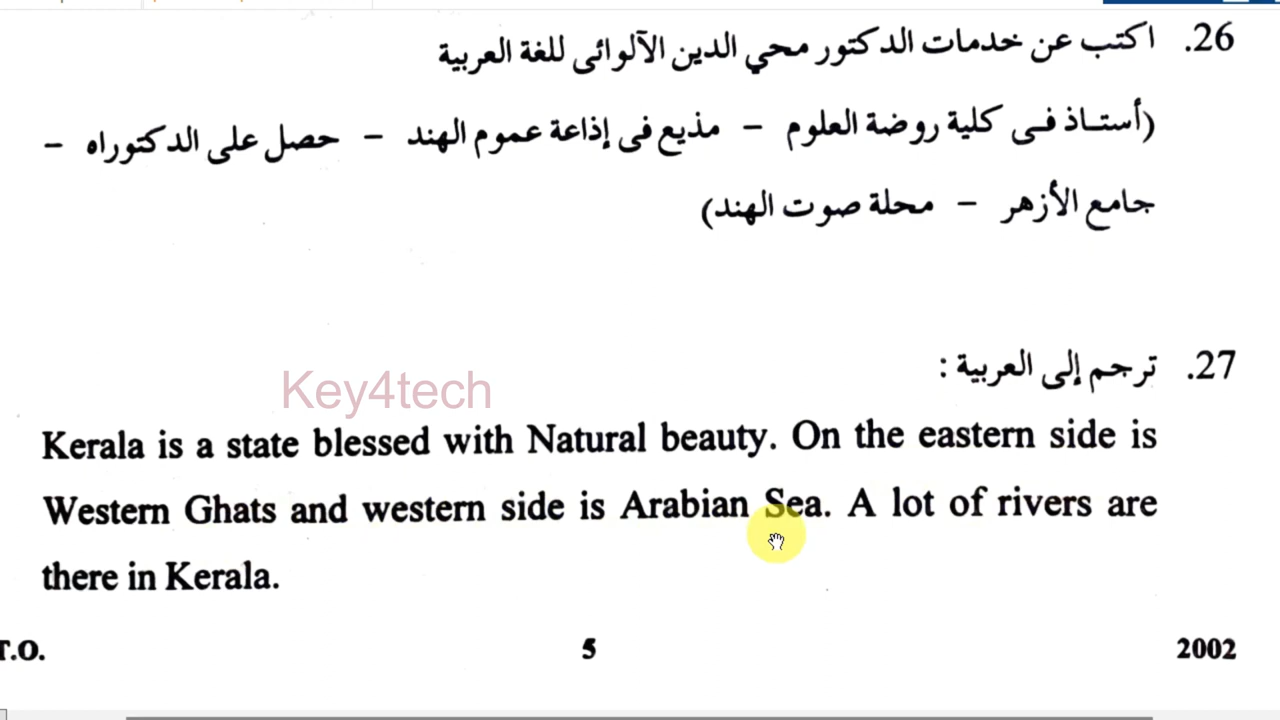 26. اكتب عن خدمات الدكتور محي الدين الآلوائى للغة العربية
(أستاذ فى كلية روضة العلوم – مذيع فى إذاعة عموم الهند – حصل على الدكتوراه –
جامع الأزهر – محلة صوت الهند)
27. ترجم إلى العربية :
Key4tech
Kerala is a state blessed with Natural beauty. On the eastern side is
Western Ghats and western side is Arabian Sea. A lot of rivers are
there in Kerala.
T.O. 5 2002